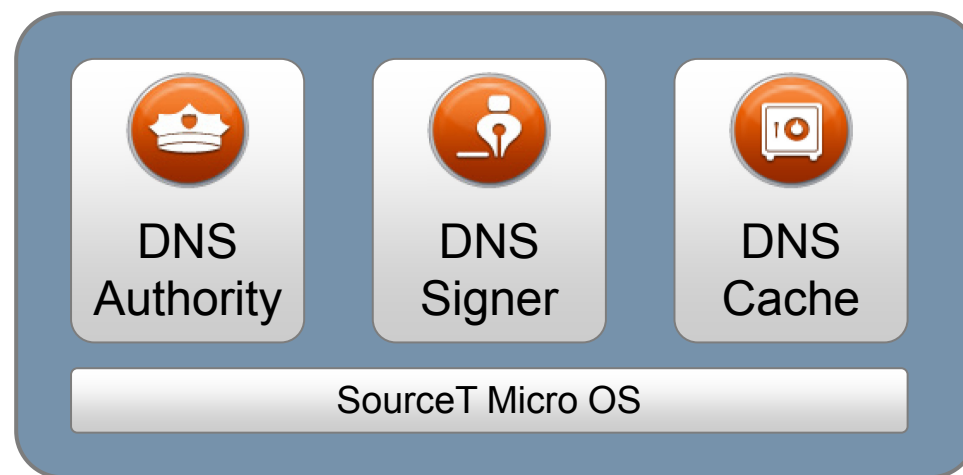 DNS
Authority
DNS
Signer
DNS
Cache
SourceT Micro OS